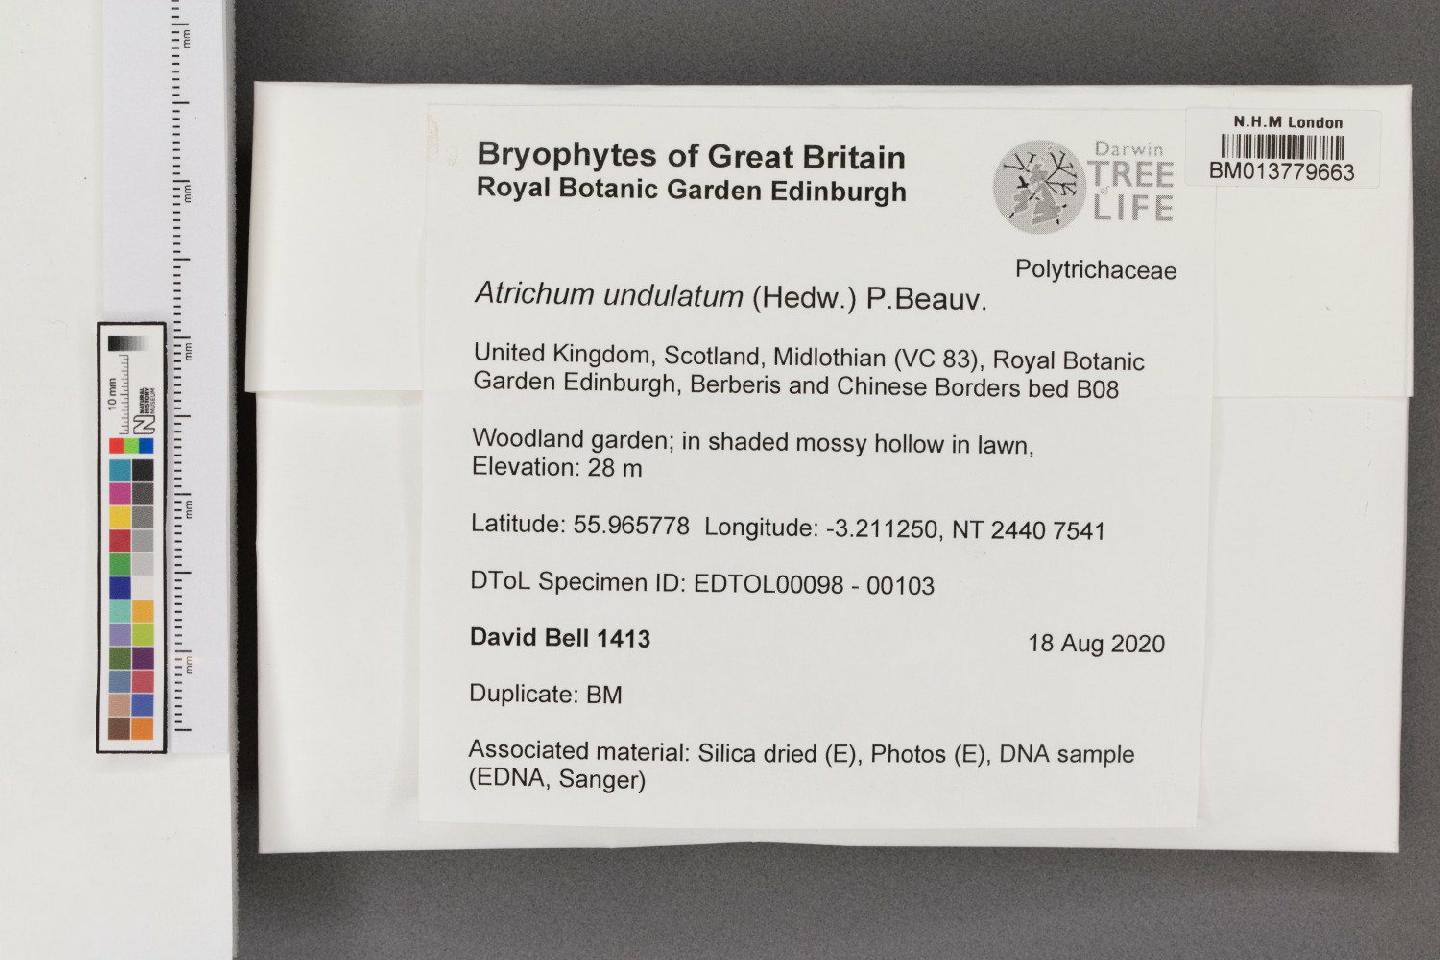 mm
mm
mm
mm
mm
10 mm
NATURAL
HISTORY
MUSEUM
N.H.M London
BM013779663
Bryophytes of Great Britain
Royal Botanic Garden Edinburgh
Darwin
TREE
of
LIFE
Polytrichaceae
Atrichum undulatum (Hedw.) P.Beauv.
United Kingdom, Scotland, Midlothian (VC 83), Royal Botanic
Garden Edinburgh, Berberis and Chinese Borders bed B08
Woodland garden; in shaded mossy hollow in lawn,
Elevation: 28 m
Latitude: 55.965778 Longitude: -3.211250, NT 2440 7541
DToL Specimen ID: EDTOL00098 - 00103
David Bell 1413
18 Aug 2020
Duplicate: BM
Associated material: Silica dried (E), Photos (E), DNA sample
(EDNA, Sanger)